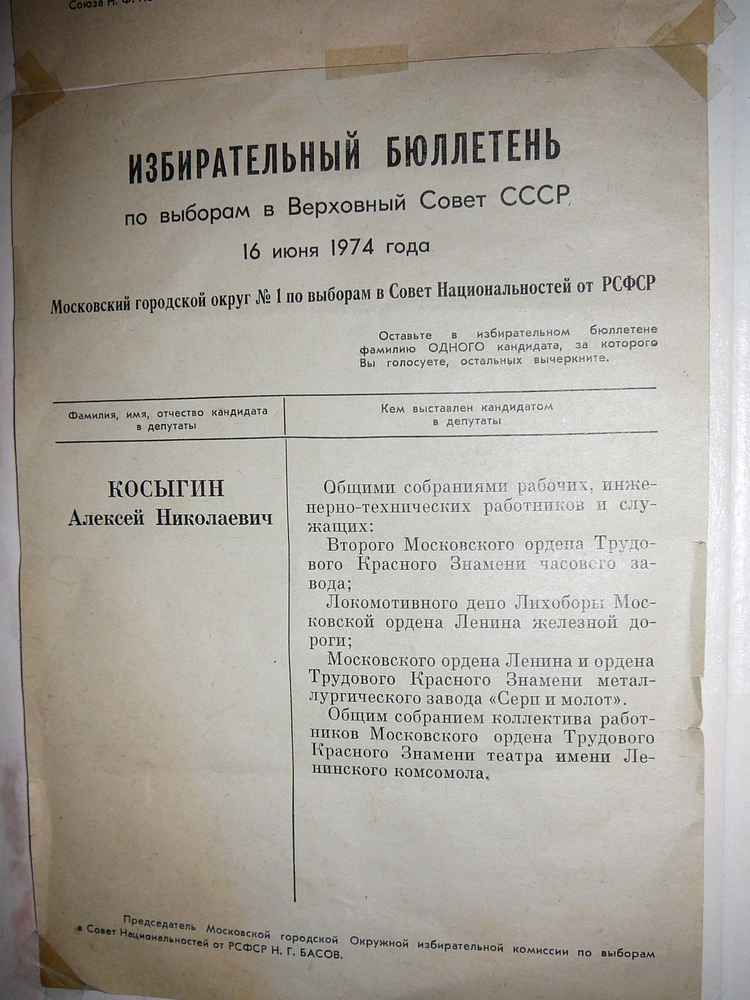 Союза Н. Ф.
ИЗБИРАТЕЛЬНЫЙ БЮЛЛЕТЕНЬ
по выборам в Верховный Совет СССР
16 июня 1974 года
Московский городской округ № 1 по выборам в Совет Национальностей от РСФСР
Оставьте в избирательном бюллетене
фамилию ОДНОГО кандидата, за которого
Вы голосуете, остальных вычеркните.
Фамилия, имя, отчество кандидата
в депутаты
Кем выставлен кандидатом
в депутаты
КОСЫГИН
Алексей Николаевич
Общими собраниями рабочих, инже-
нерно-технических работников и слу-
жащих:
Второго Московского ордена Трудо-
вого Красного Знамени часового за-
вода;
Локомотивного депо Лихоборы Мос-
ковской ордена Ленина железной до-
роги;
Московского ордена Ленина и ордена
Трудового Красного Знамени метал-
лургического завода «Серп и молот».
Общим собранием коллектива работ-
ников Московского ордена Трудового
Красного Знамени театра имени Ле-
нинского комсомола.
Председатель Московской городской Окружной избирательной комиссии по выборам
в Совет Национальностей от РСФСР Н. Г. БАСОВ.